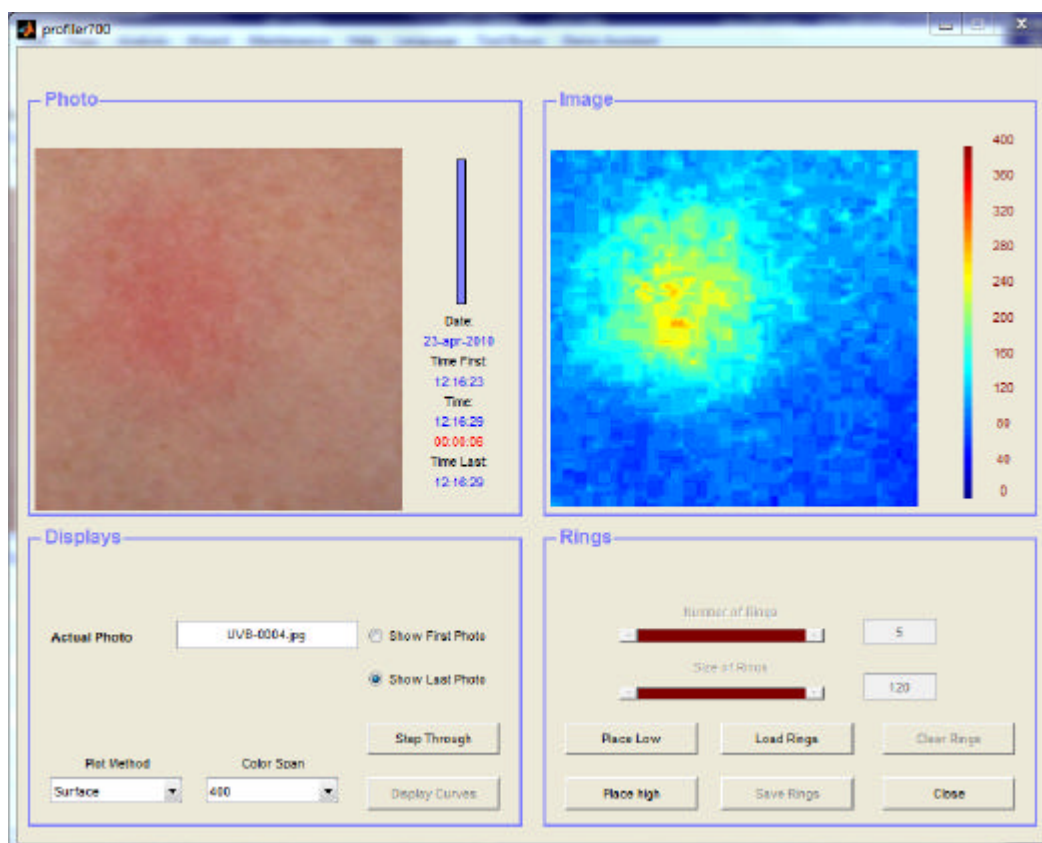 profiler700
Photo
Image
400
360
320
280
240
200
160
120
80
40
0
Date:
23-apr-2010
Time First:
12:16:23
Time:
12:16:29
00:00:06
Time Last:
12:16:29
Displays
Actual Photo
UVB-0004.jpg
Show First Photo
Show Last Photo
Step Through
Plot Method
Color Span
Surface
400
Display Curves
Rings
Number of Rings
5
Size of Rings
120
Place Low
Load Rings
Clear Rings
Place high
Save Rings
Close